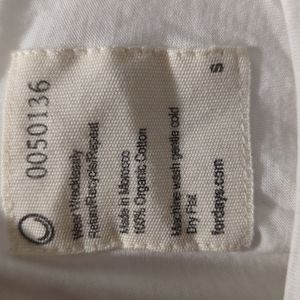 0050136
Wear Wastelessly
Return Recycle Repeat
Made in Morocco
100% Organic Cotton
Machine wash gentle cold
Dry Flat
fordays.com
S